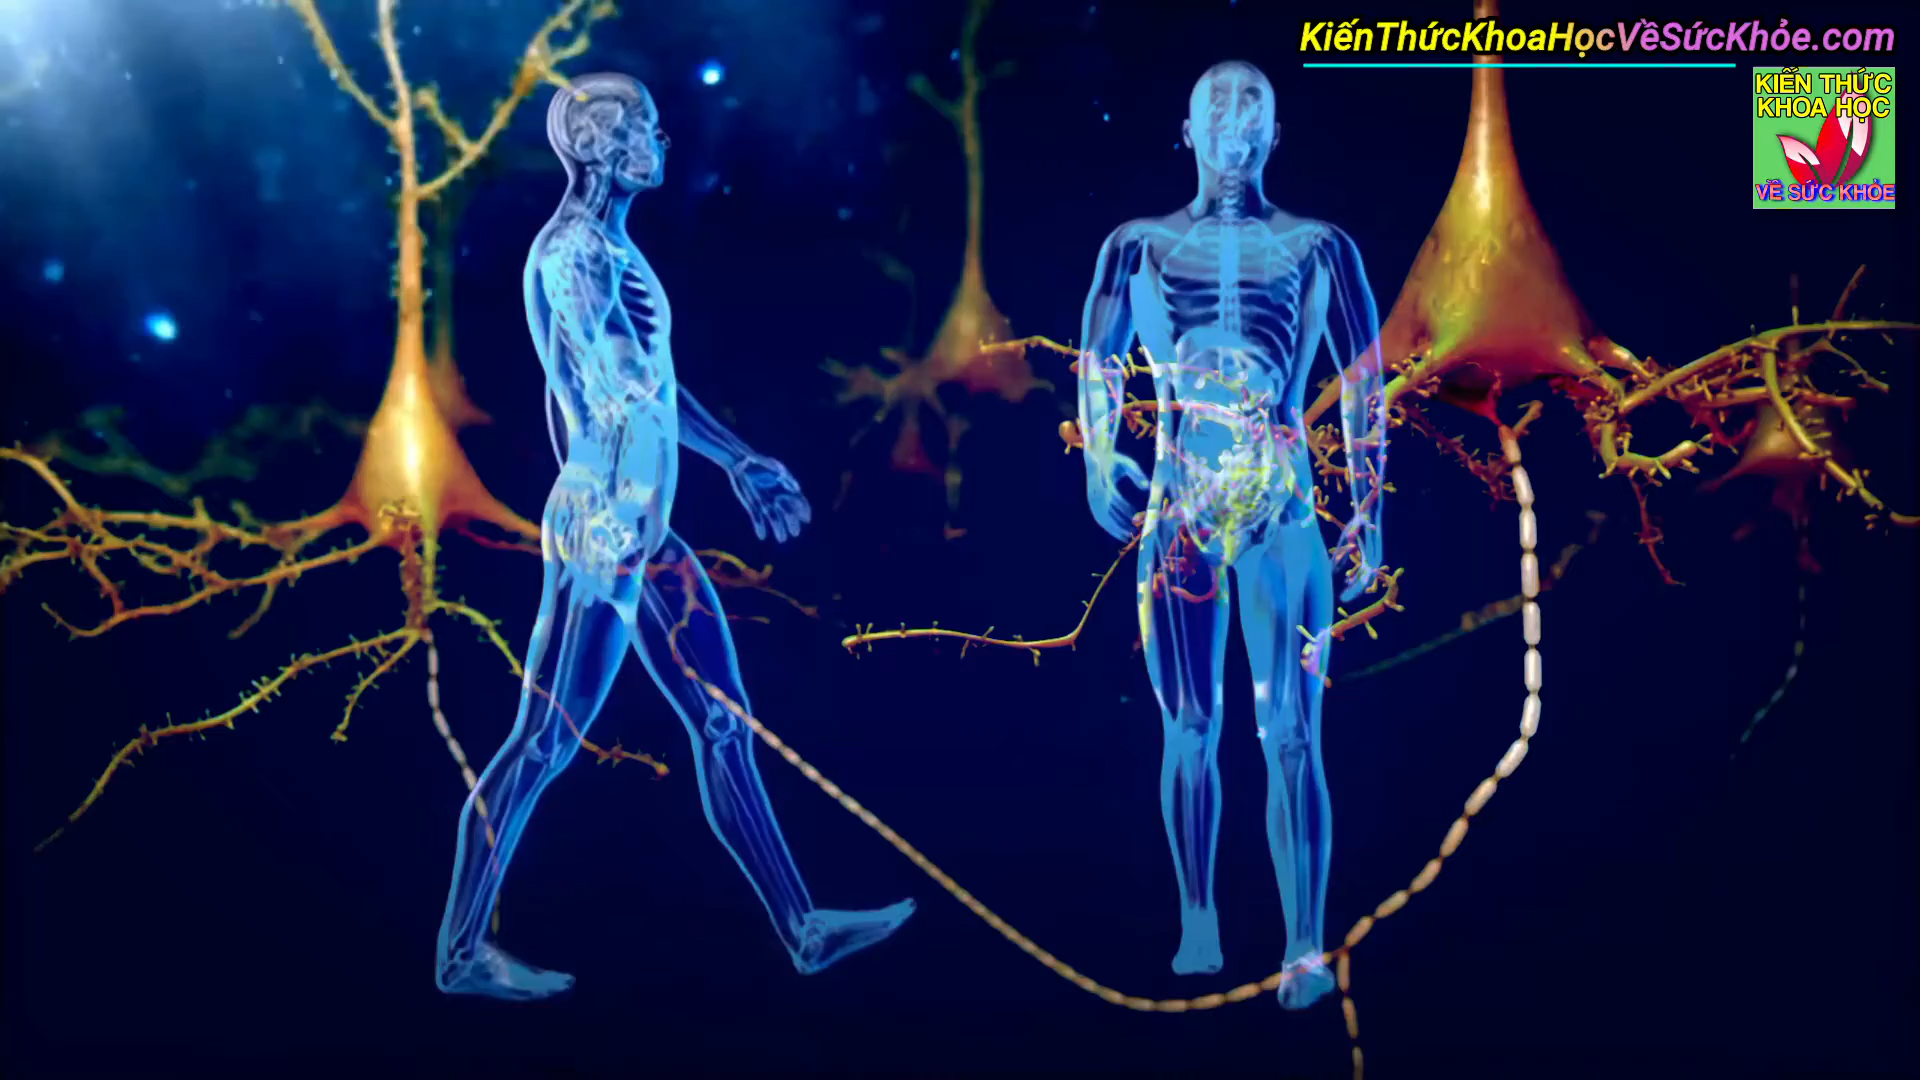 KiếnThứcKhoaHọcVềSứcKhỏe.com
KIẾN THỨC
KHOA HỌC
VỀ SỨC KHỎE